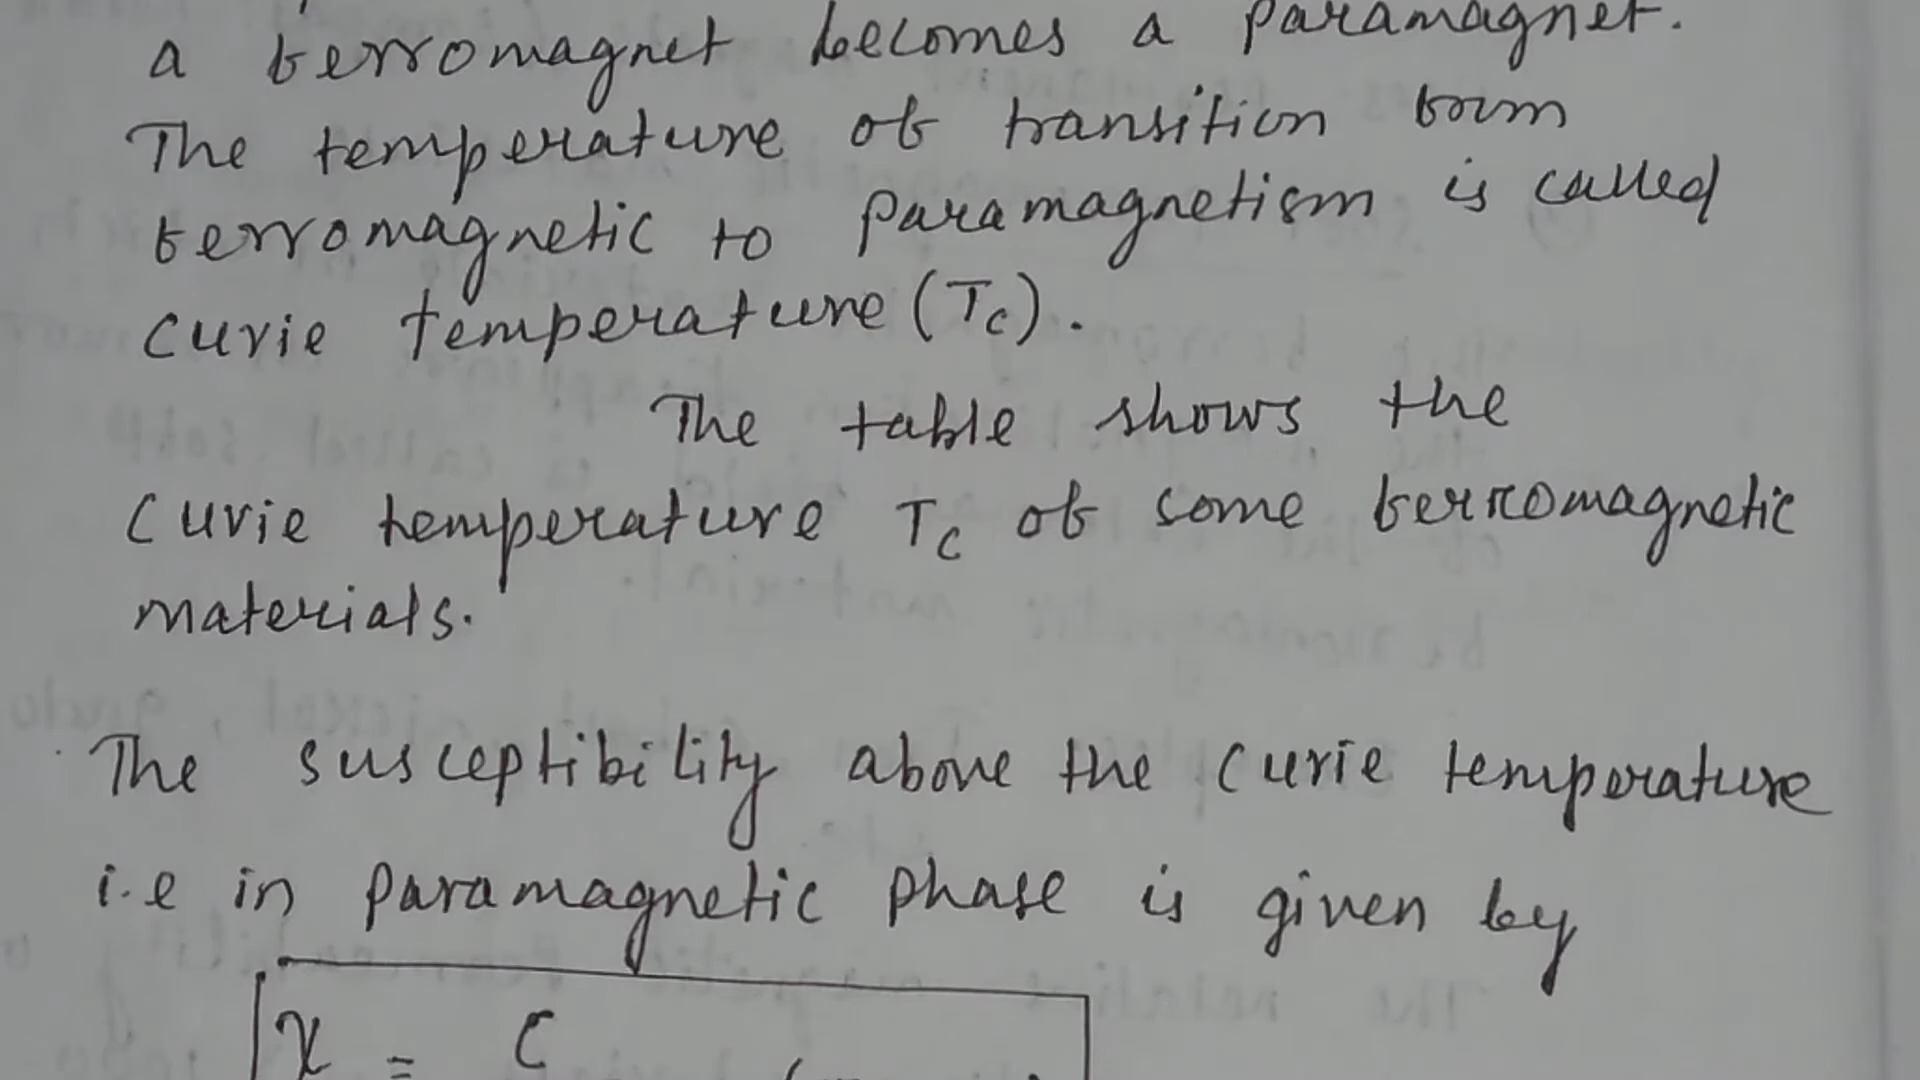 a ferromagnet becomes a paramagnet.
The temperature of transition form
ferromagnetic to paramagnetism is called
curie temperature (Tc).
The table shows the
Curie temperature Tc of some ferromagnetic
materials.
The susceptibility above the Curie temperature
i.e in paramagnetic phase is given by
χ = C